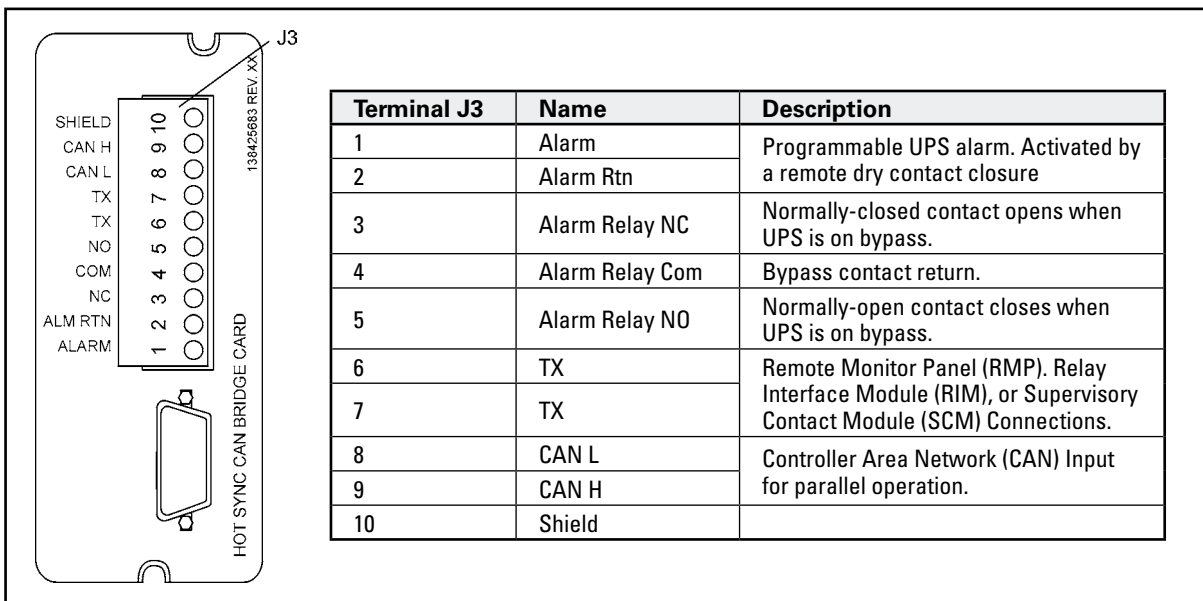 J3
138425683 REV. XX
SHIELD 10
CAN H 9
CAN L 8
TX 7
TX 6
NO 5
COM 4
NC 3
ALM RTN 2
ALARM 1
HOT SYNC CAN BRIDGE CARD
Terminal J3 Name Description
1 Alarm Programmable UPS alarm. Activated by
2 Alarm Rtn a remote dry contact closure
3 Alarm Relay NC Normally-closed contact opens when
UPS is on bypass.
4 Alarm Relay Com Bypass contact return.
5 Alarm Relay NO Normally-open contact closes when
UPS is on bypass.
6 TX Remote Monitor Panel (RMP). Relay
Interface Module (RIM), or Supervisory
7 TX Contact Module (SCM) Connections.
8 CAN L Controller Area Network (CAN) Input
9 CAN H for parallel operation.
10 Shield